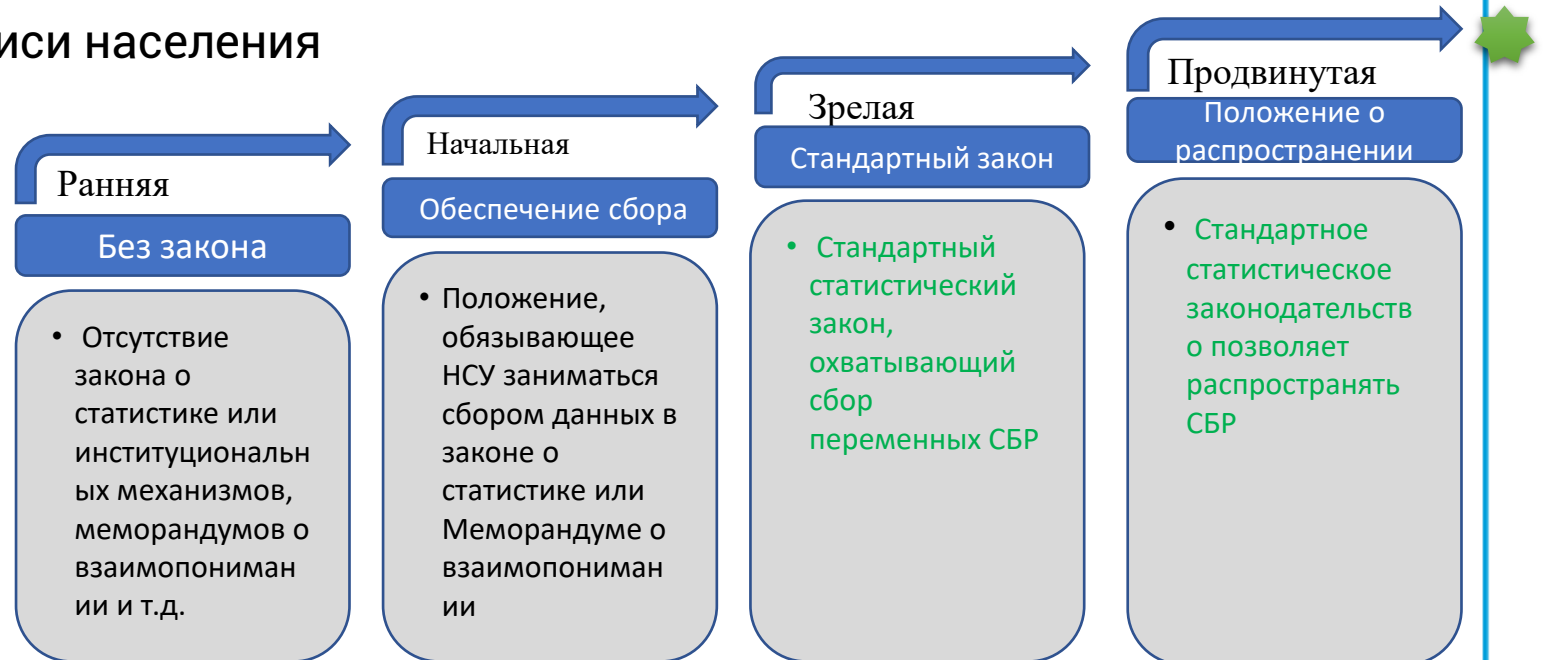 иси населения
Ранняя
Без закона
• Отсутствие
закона о
статистике или
институциональн
ых механизмов,
меморандумов о
взаимопониман
ии и т.д.
Начальная
Обеспечение сбора
• Положение,
обязывающее
НСУ заниматься
сбором данных в
законе о
статистике или
Меморандуме о
взаимопониман
ии
Зрелая
Стандартный закон
• Стандартный
статистический
закон,
охватывающий
сбор
переменных СБР
Продвинутая
Положение о
распространении
• Стандартное
статистическое
законодательств
о позволяет
распространять
СБР